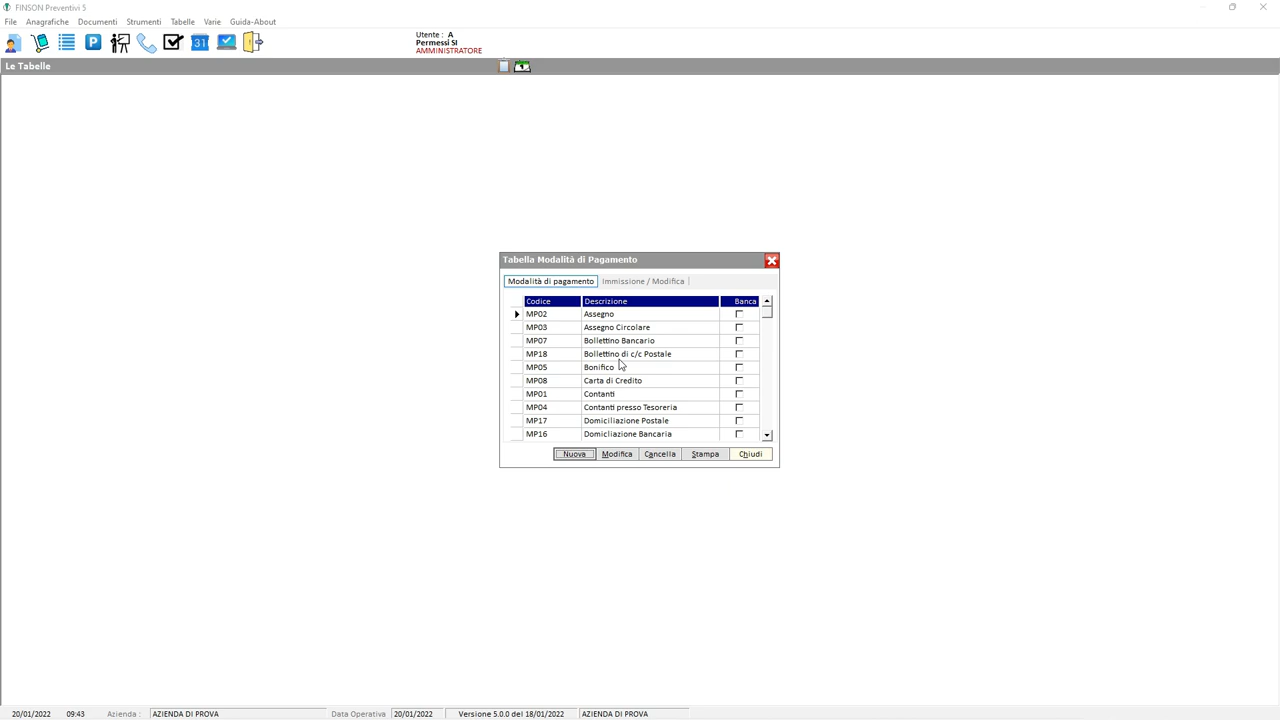 FINSON Preventivi 5
File Anagrafiche Documenti Strumenti Tabelle Varie Guida-About
Utente : A
Permessi SI
AMMINISTRATORE
P
31
Le Tabelle
Tabella Modalità di Pagamento
Modalità di pagamento Immissione / Modifica
Codice Descrizione Banca
MP02 Assegno
MP03 Assegno Circolare
MP07 Bollettino Bancario
MP18 Bollettino di c/c Postale
MP05 Bonifico
MP08 Carta di Credito
MP01 Contanti
MP04 Contanti presso Tesoreria
MP17 Domiciliazione Postale
MP16 Domicliazione Bancaria
Nuova Modifica Cancella Stampa Chiudi
20/01/2022 09:43 Azienda : AZIENDA DI PROVA Data Operativa 20/01/2022 Versione 5.0.0 del 18/01/2022 AZIENDA DI PROVA